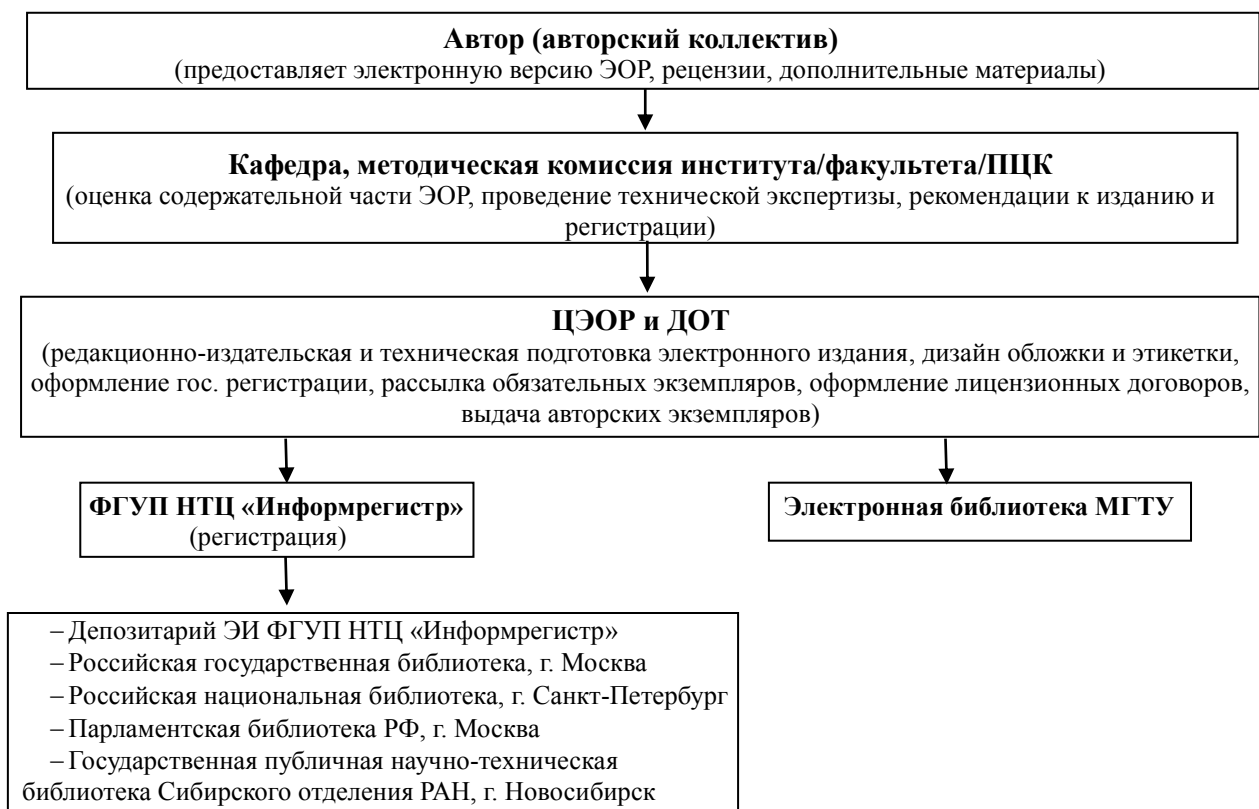 Автор (авторский коллектив)
(предоставляет электронную версию ЭОР, рецензии, дополнительные материалы)
Кафедра, методическая комиссия института/факультета/ПЦК
(оценка содержательной части ЭОР, проведение технической экспертизы, рекомендации к изданию и
регистрации)
ЦЭОР и ДОТ
(редакционно-издательская и техническая подготовка электронного издания, дизайн обложки и этикетки,
оформление гос. регистрации, рассылка обязательных экземпляров, оформление лицензионных договоров,
выдача авторских экземпляров)
ФГУП НТЦ «Информрегистр»
(регистрация)
Электронная библиотека МГТУ
– Депозитарий ЭИ ФГУП НТЦ «Информрегистр»
– Российская государственная библиотека, г. Москва
– Российская национальная библиотека, г. Санкт-Петербург
– Парламентская библиотека РФ, г. Москва
– Государственная публичная научно-техническая
библиотека Сибирского отделения РАН, г. Новосибирск